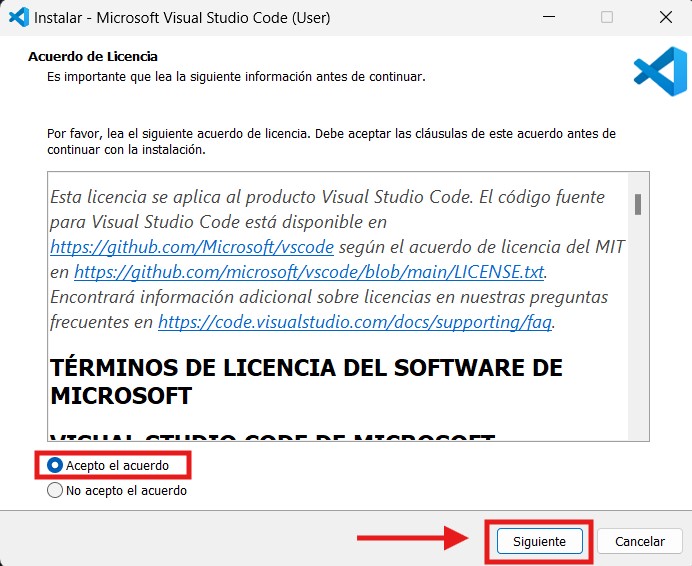 Instalar - Microsoft Visual Studio Code (User)
Acuerdo de Licencia
Es importante que lea la siguiente información antes de continuar.
Por favor, lea el siguiente acuerdo de licencia. Debe aceptar las cláusulas de este acuerdo antes de
continuar con la instalación.
Esta licencia se aplica al producto Visual Studio Code. El código fuente
para Visual Studio Code está disponible en
https://github.com/Microsoft/vscode según el acuerdo de licencia del MIT
en https://github.com/microsoft/vscode/blob/main/LICENSE.txt.
Encontrará información adicional sobre licencias en nuestras preguntas
frecuentes en https://code.visualstudio.com/docs/supporting/faq.
TÉRMINOS DE LICENCIA DEL SOFTWARE DE
MICROSOFT
VISUAL STUDIO CODE DE MICROSOFT
Acepto el acuerdo
No acepto el acuerdo
Siguiente
Cancelar